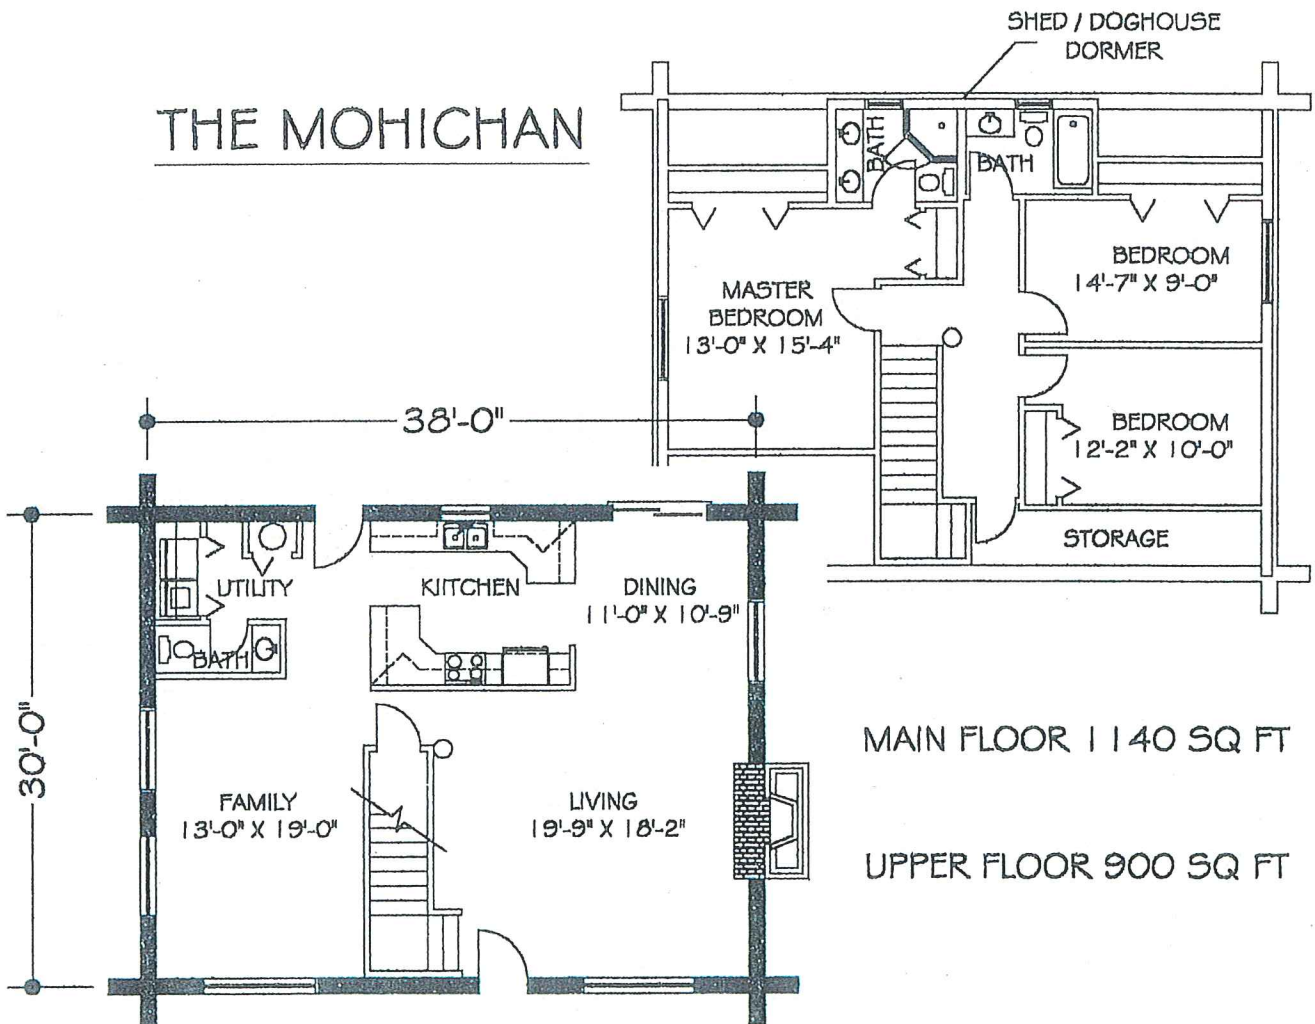 SHED / DOGHOUSE
DORMER
THE MOHICHAN
BATH
BATH
BEDROOM
14'-7" X 9'-0"
MASTER
BEDROOM
13'-0" X 15'-4"
38'-0"
BEDROOM
12'-2" X 10'-0"
STORAGE
UTILITY
KIITCHEN
DINING
11'-0" X 10'-9"
BATH
30'-0"
MAIN FLOOR 1140 SQ FT
FAMILY
13'-0" X 19'-0"
LIVING
19'-9" X 18'-2"
UPPER FLOOR 900 SQ FT